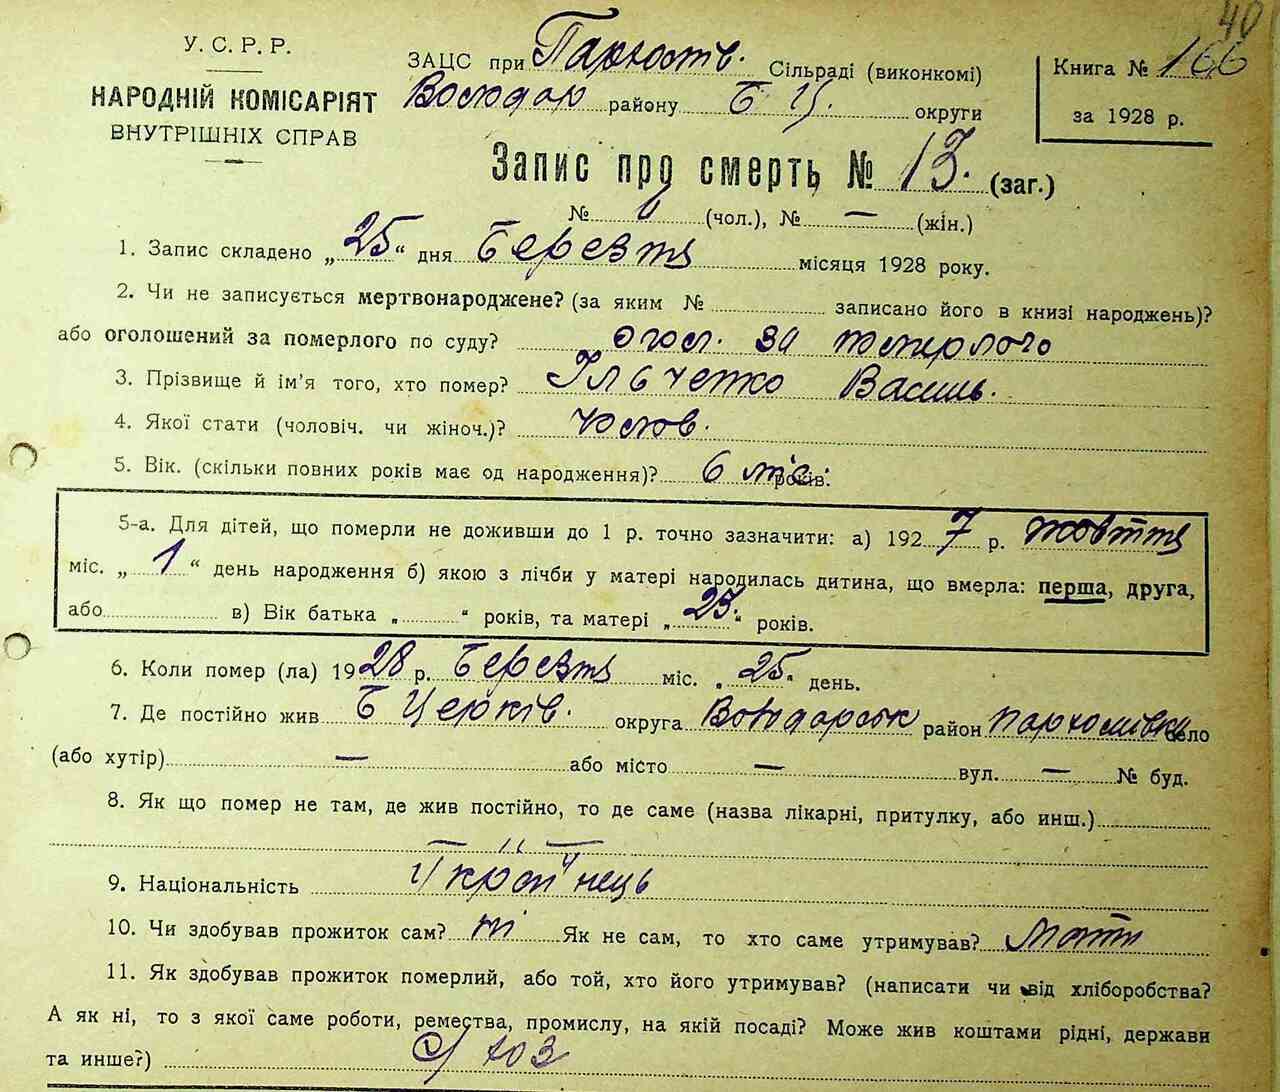 40
У. С. Р. Р.
НАРОДНІЙ КОМІСАРІЯТ
ВНУТРІШНІХ СПРАВ
ЗАЦС при Пархомів. Сільраді (виконкомі)
Володар району Б Ц. округи
Книга № 166
за 1928 р.
Запис про смерть № 13. (заг.)
№ (чол.), № — (жін.)
1. Запис складено „25“ дня Березня місяця 1928 року.
2. Чи не записується мертвонароджене? (за яким № записано його в книзі народжень)?
або оголошений за померлого по суду? огол. за померлого
3. Прізвище й ім’я того, хто помер? Ільченко Василь.
4. Якої стати (чоловіч. чи жіноч.)? Чолов.
5. Вік. (скільки повних років має од народження)? 6 міс. років.
5-а. Для дітей, що померли не доживши до 1 р. точно зазначити: а) 1927 р. жовтня
міс. „1“ день народження б) якою з лічби у матері народилась дитина, що вмерла: перша, друга,
або в) Вік батька „ “ років, та матері „23.“ років.
6. Коли помер (ла) 1928 р. Березня міс. „25“ день.
7. Де постійно жив Б Церків. округа Володарськ район Пархомівка село
(або хутір) — або місто — вул. — № буд.
8. Як що помер не там, де жив постійно, то де саме (назва лікарні, притулку, або инш.)
9. Національність Українець
10. Чи здобував прожиток сам? ні Як не сам, то хто саме утримував? Мати
11. Як здобував прожиток померлий, або той, хто його утримував? (написати чи від хліборобства?
А як ні, то з якої саме роботи, ремества, промислу, на якій посаді? Може жив коштами рідні, держави
та инше?) С/гоз